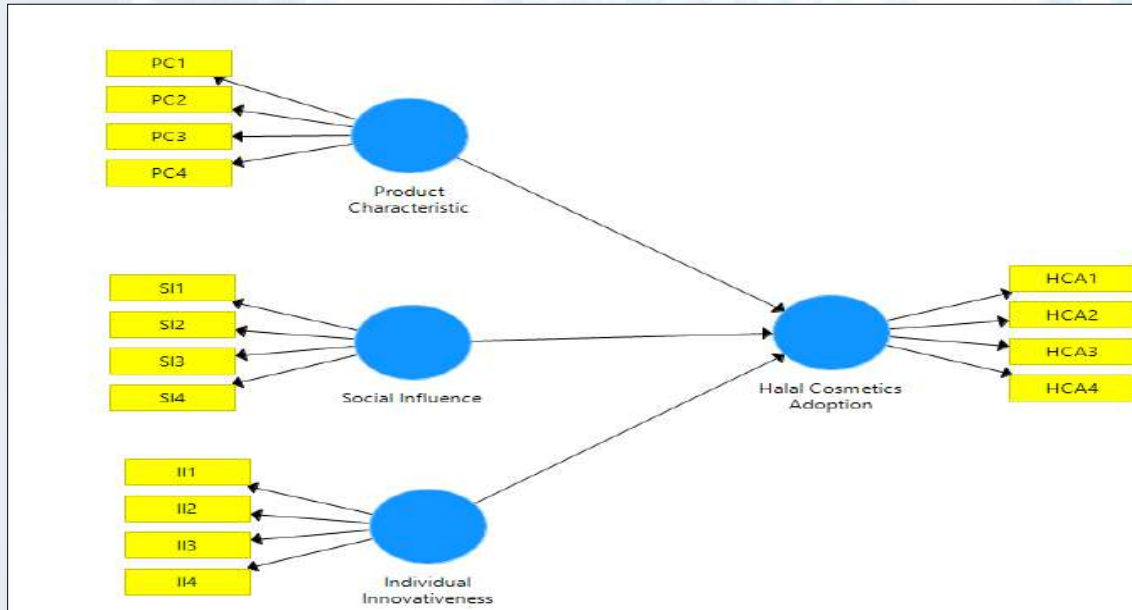 PC1
PC2
PC3
PC4
Product
Characteristic
SI1
SI2
SI3
SI4
Social Influence
II1
II2
II3
II4
Individual
Innovativeness
HCA1
HCA2
HCA3
HCA4
Halal Cosmetics
Adoption